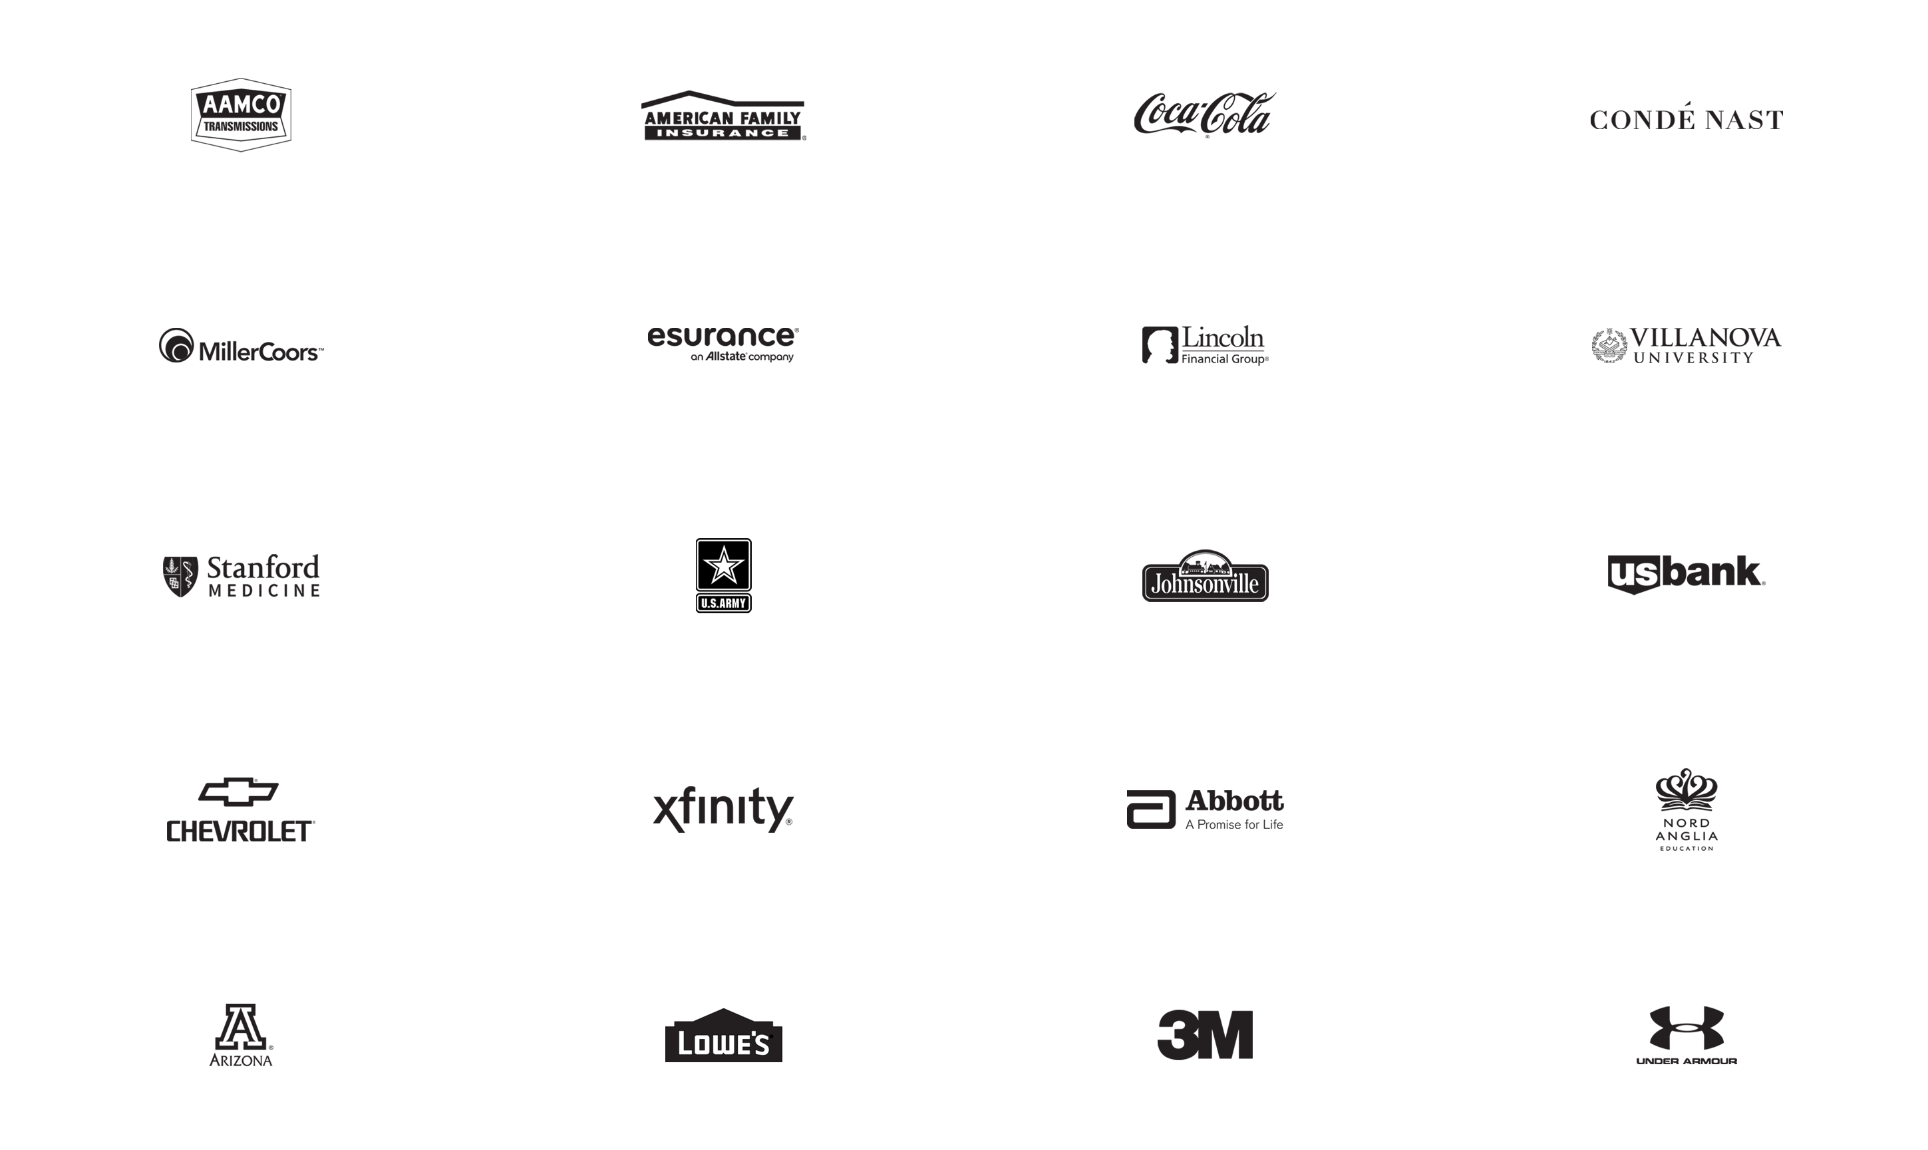 AAMCO
TRANSMISSIONS
AMERICAN FAMILY
INSURANCE ®
Coca-Cola
®
CONDÉ NAST
MillerCoors™
esurance®
an Allstate® company
Lincoln
Financial Group®
VILLANOVA
UNIVERSITY
Stanford
MEDICINE
U.S.ARMY
Johnsonville
usbank®
CHEVROLET
xfinity®
Abbott
A Promise for Life
NORD
ANGLIA
EDUCATION
A®
ARIZONA
LOWE'S
3M
UNDER ARMOUR